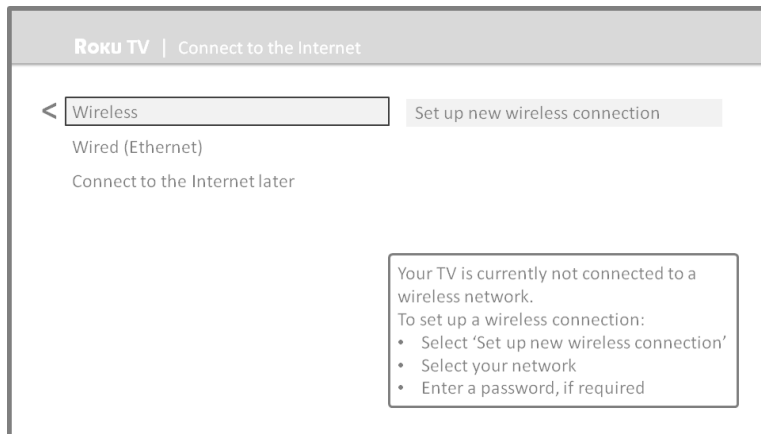 ROKU TV | Connect to the Internet
< Wireless
Set up new wireless connection
Wired (Ethernet)
Connect to the Internet later
Your TV is currently not connected to a
wireless network.
To set up a wireless connection:
• Select ‘Set up new wireless connection’
• Select your network
• Enter a password, if required